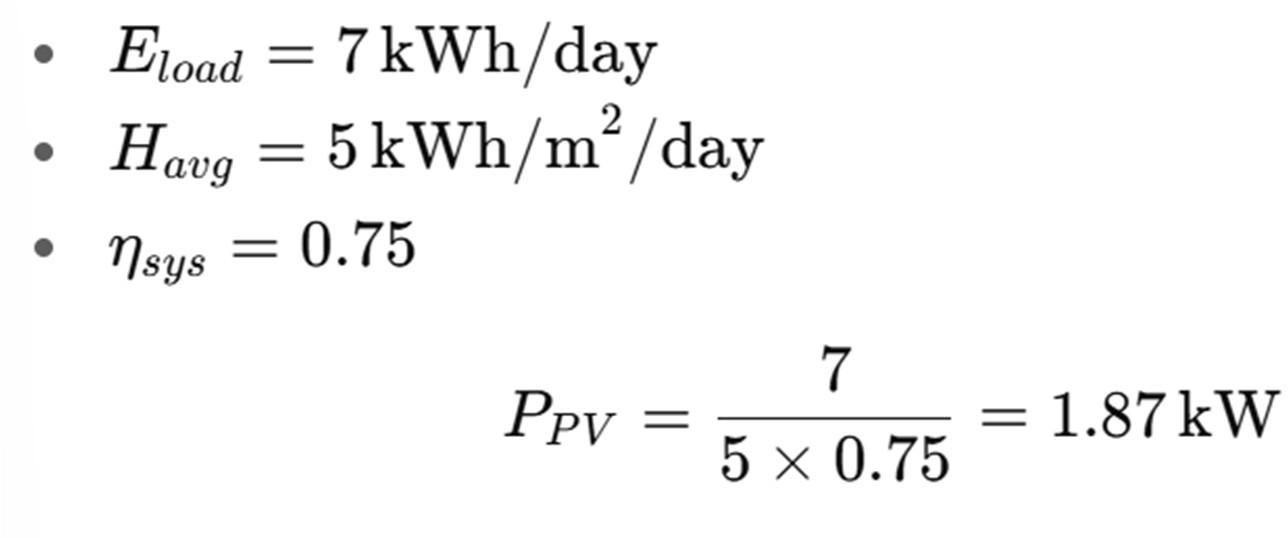 • E_load = 7 kWh/day
• H_avg = 5 kWh/m²/day
• η_sys = 0.75
P_PV = 7 / (5 × 0.75) = 1.87 kW